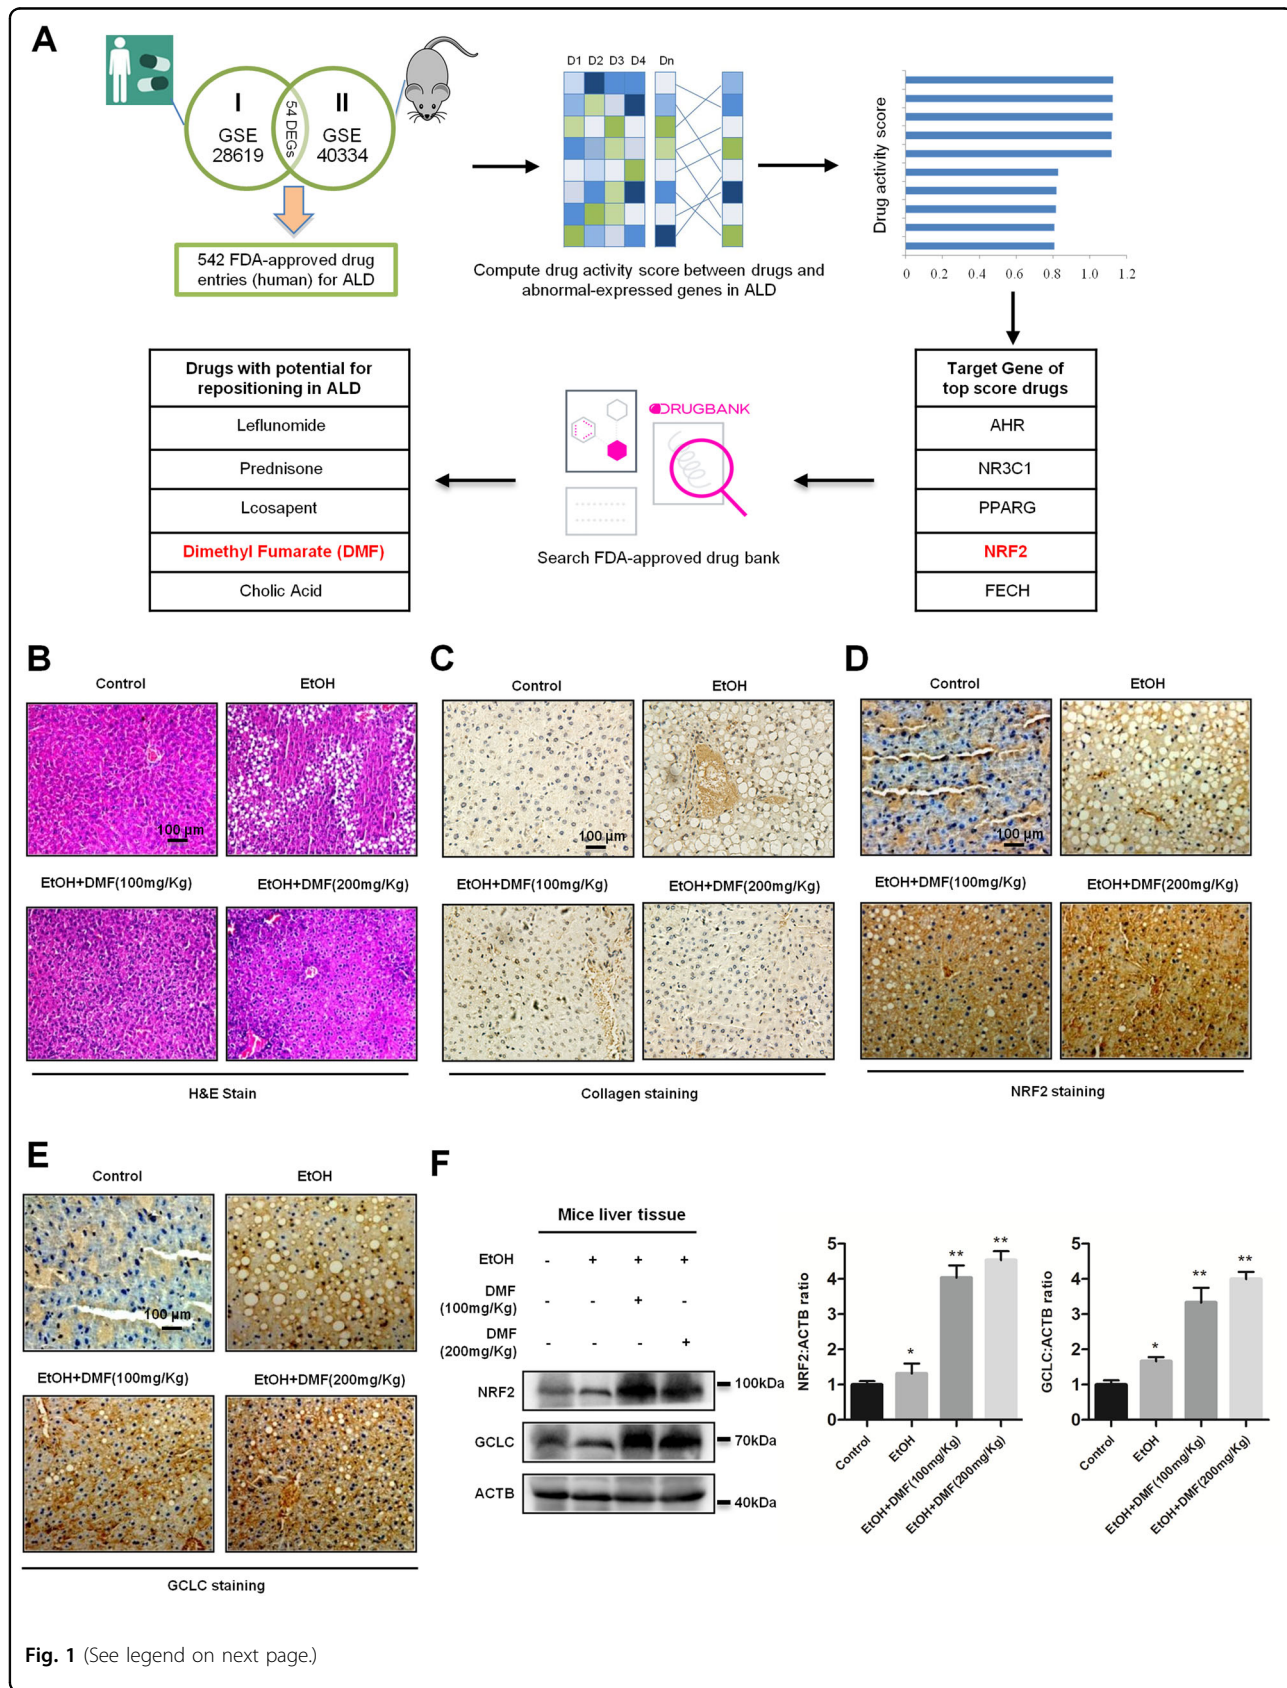 A
I
GSE
28619
54 DEGs
II
GSE
40334
542 FDA-approved drug
entries (human) for ALD
D1 D2 D3 D4 Dn
Compute drug activity score between drugs and
abnormal-expressed genes in ALD
Drug activity score
0 0.2 0.4 0.6 0.8 1.0 1.2
Drugs with potential for
repositioning in ALD
Leflunomide
Prednisone
Lcosapent
Dimethyl Fumarate (DMF)
Cholic Acid
DRUGBANK
Search FDA-approved drug bank
Target Gene of
top score drugs
AHR
NR3C1
PPARG
NRF2
FECH
B
Control
EtOH
100 µm
EtOH+DMF(100mg/Kg)
EtOH+DMF(200mg/Kg)
H&E Stain
C
Control
EtOH
100 µm
EtOH+DMF(100mg/Kg)
EtOH+DMF(200mg/Kg)
Collagen staining
D
Control
EtOH
100 µm
EtOH+DMF(100mg/Kg)
EtOH+DMF(200mg/Kg)
NRF2 staining
E
Control
EtOH
100 µm
EtOH+DMF(100mg/Kg)
EtOH+DMF(200mg/Kg)
GCLC staining
F
Mice liver tissue
EtOH - + + +
DMF
(100mg/Kg) - - + -
DMF
(200mg/Kg) - - - +
NRF2
100kDa
GCLC
70kDa
ACTB
40kDa
NRF2:ACTB ratio
5
4
3
2
1
0
*
**
**
Control
EtOH
EtOH+DMF(100mg/Kg)
EtOH+DMF(200mg/Kg)
GCLC:ACTB ratio
5
4
3
2
1
0
*
**
**
Control
EtOH
EtOH+DMF(100mg/Kg)
EtOH+DMF(200mg/Kg)
Fig. 1 (See legend on next page.)